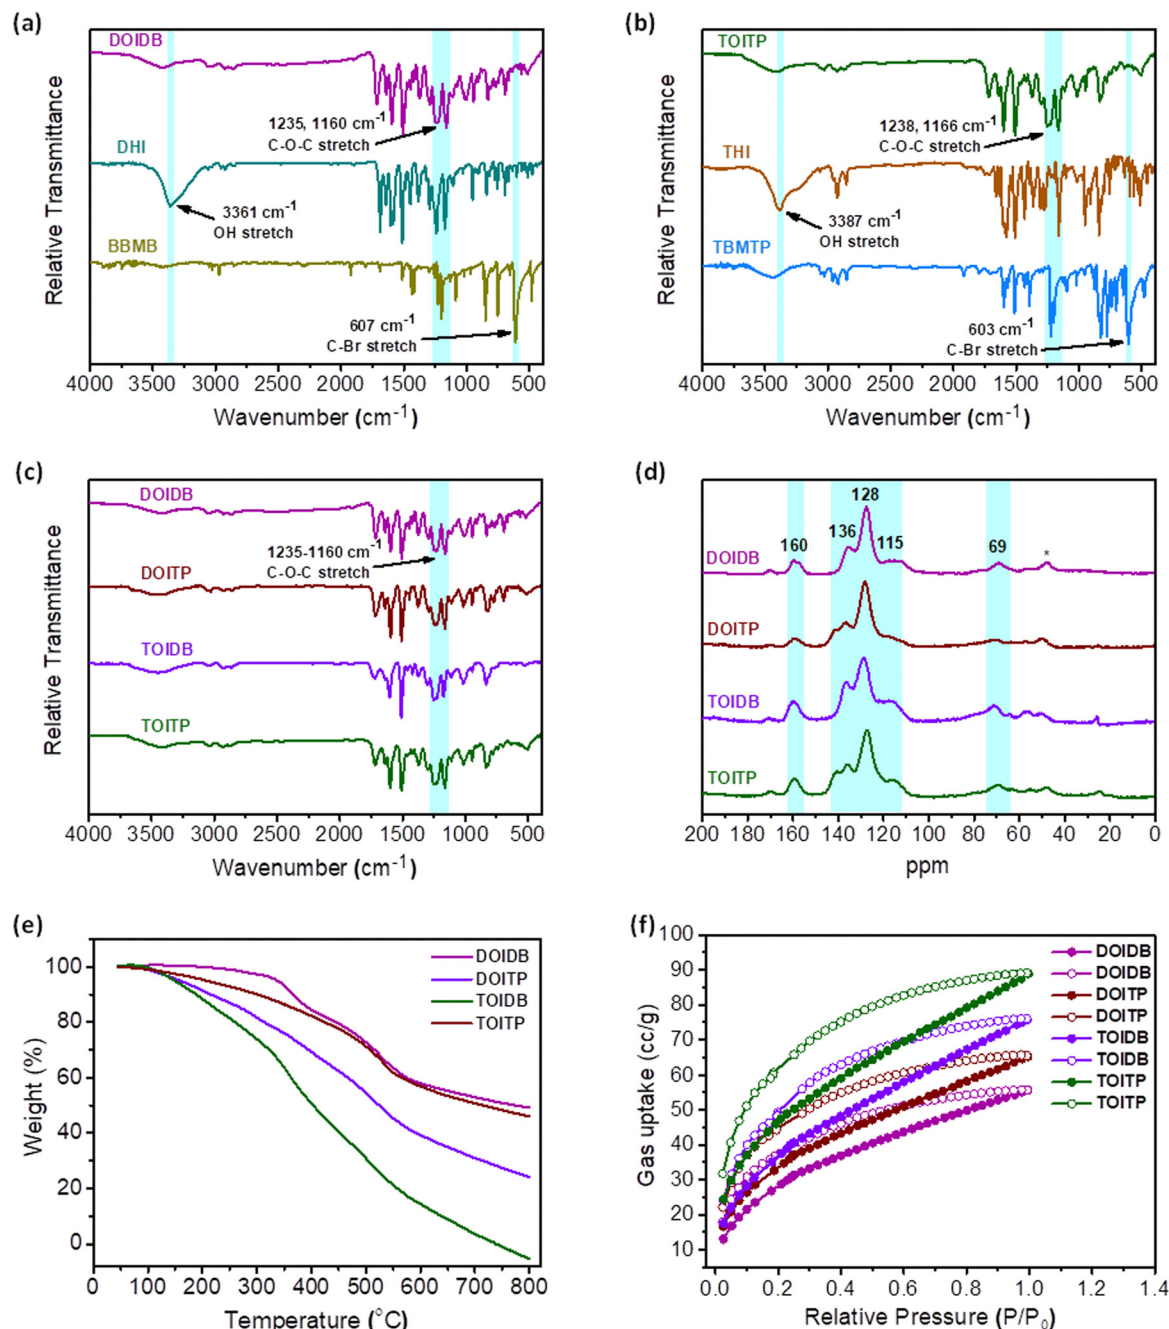 (a)
DOIDB
1235, 1160 cm⁻¹
C-O-C stretch
DHI
3361 cm⁻¹
OH stretch
BBMB
607 cm⁻¹
C-Br stretch
Relative Transmittance
4000 3500 3000 2500 2000 1500 1000 500
Wavenumber (cm⁻¹)
(b)
TOITP
1238, 1166 cm⁻¹
C-O-C stretch
THI
3387 cm⁻¹
OH stretch
TBMTP
603 cm⁻¹
C-Br stretch
Relative Transmittance
4000 3500 3000 2500 2000 1500 1000 500
Wavenumber (cm⁻¹)
(c)
DOIDB
1235-1160 cm⁻¹
C-O-C stretch
DOITP
TOIDB
TOITP
Relative Transmittance
4000 3500 3000 2500 2000 1500 1000 500
Wavenumber (cm⁻¹)
(d)
128
136
115
160
69
*
DOIDB
DOITP
TOIDB
TOITP
200 180 160 140 120 100 80 60 40 20 0
ppm
(e)
DOIDB
DOITP
TOIDB
TOITP
100
80
60
40
20
0
Weight (%)
0 100 200 300 400 500 600 700 800
Temperature (°C)
(f)
DOIDB
DOIDB
DOITP
DOITP
TOIDB
TOIDB
TOITP
TOITP
100
90
80
70
60
50
40
30
20
10
Gas uptake (cc/g)
0.0 0.2 0.4 0.6 0.8 1.0 1.2 1.4
Relative Pressure (P/P₀)